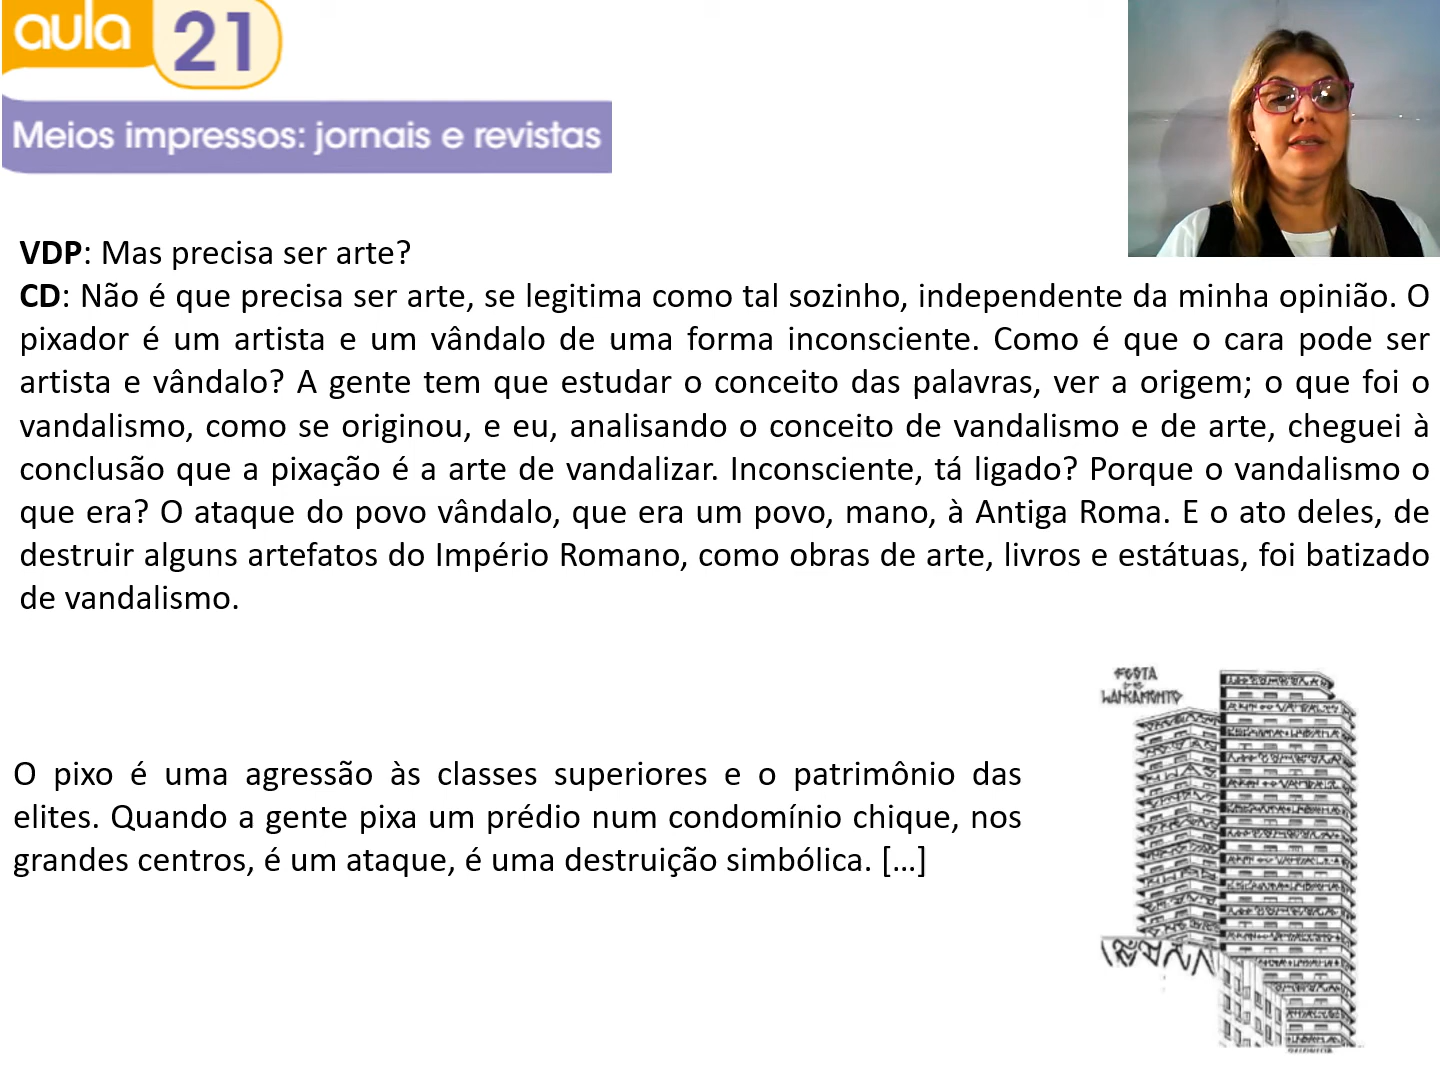 aula 21
Meios impressos: jornais e revistas
VDP: Mas precisa ser arte?
CD: Não é que precisa ser arte, se legitima como tal sozinho, independente da minha opinião. O
pixador é um artista e um vândalo de uma forma inconsciente. Como é que o cara pode ser
artista e vândalo? A gente tem que estudar o conceito das palavras, ver a origem; o que foi o
vandalismo, como se originou, e eu, analisando o conceito de vandalismo e de arte, cheguei à
conclusão que a pixação é a arte de vandalizar. Inconsciente, tá ligado? Porque o vandalismo o
que era? O ataque do povo vândalo, que era um povo, mano, à Antiga Roma. E o ato deles, de
destruir alguns artefatos do Império Romano, como obras de arte, livros e estátuas, foi batizado
de vandalismo.
O pixo é uma agressão às classes superiores e o patrimônio das
elites. Quando a gente pixa um prédio num condomínio chique, nos
grandes centros, é um ataque, é uma destruição simbólica. […]